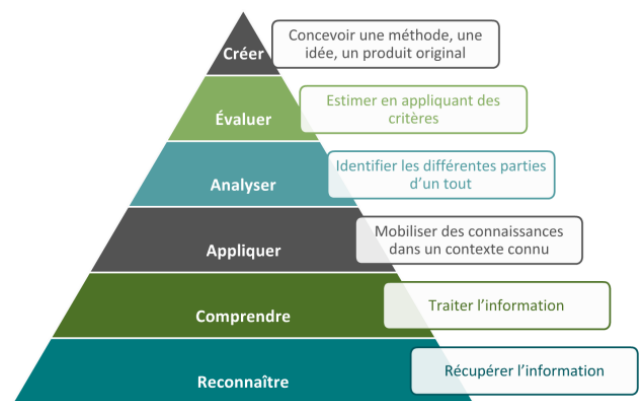 Créer
Concevoir une méthode, une
idée, un produit original
Évaluer
Estimer en appliquant des
critères
Analyser
Identifier les différentes parties
d'un tout
Appliquer
Mobiliser des connaissances
dans un contexte connu
Comprendre
Traiter l'information
Reconnaître
Récupérer l'information